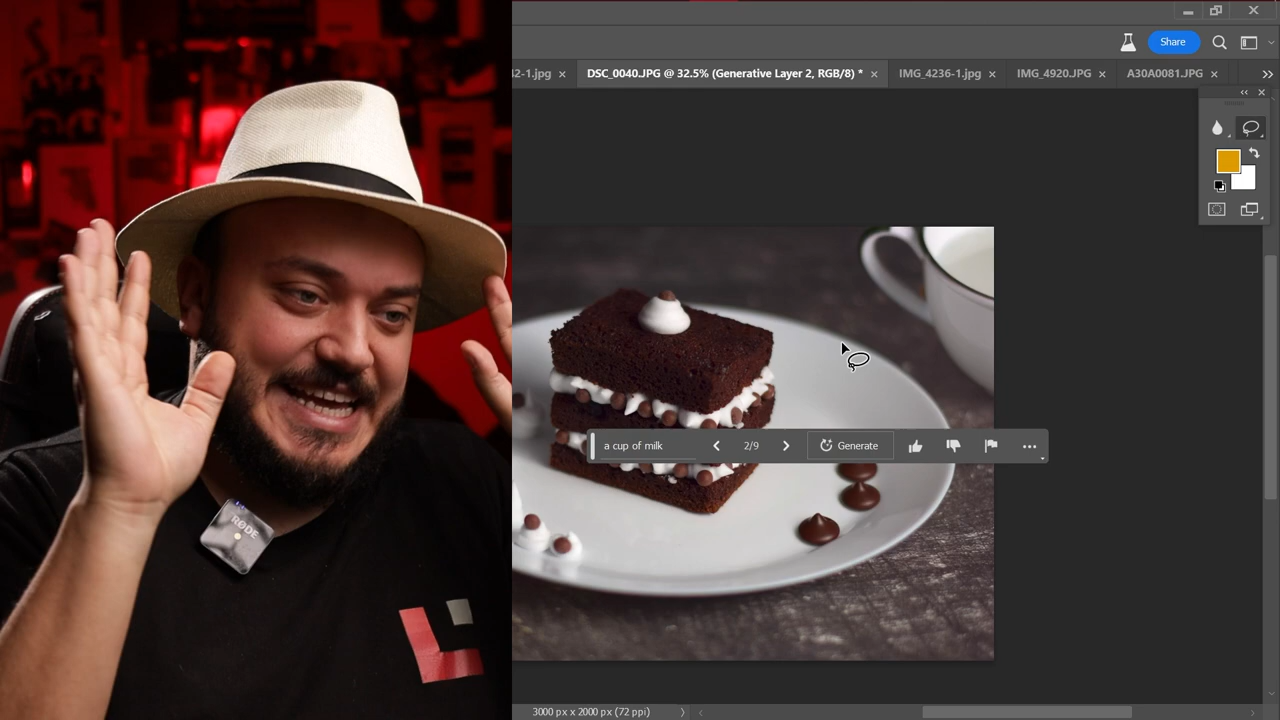 Share
42-1.jpg
DSC_0040.JPG @ 32.5% (Generative Layer 2, RGB/8) *
IMG_4236-1.jpg
IMG_4920.JPG
A30A0081.JPG
a cup of milk
2/9
Generate
RØDE
3000 px x 2000 px (72 ppi)